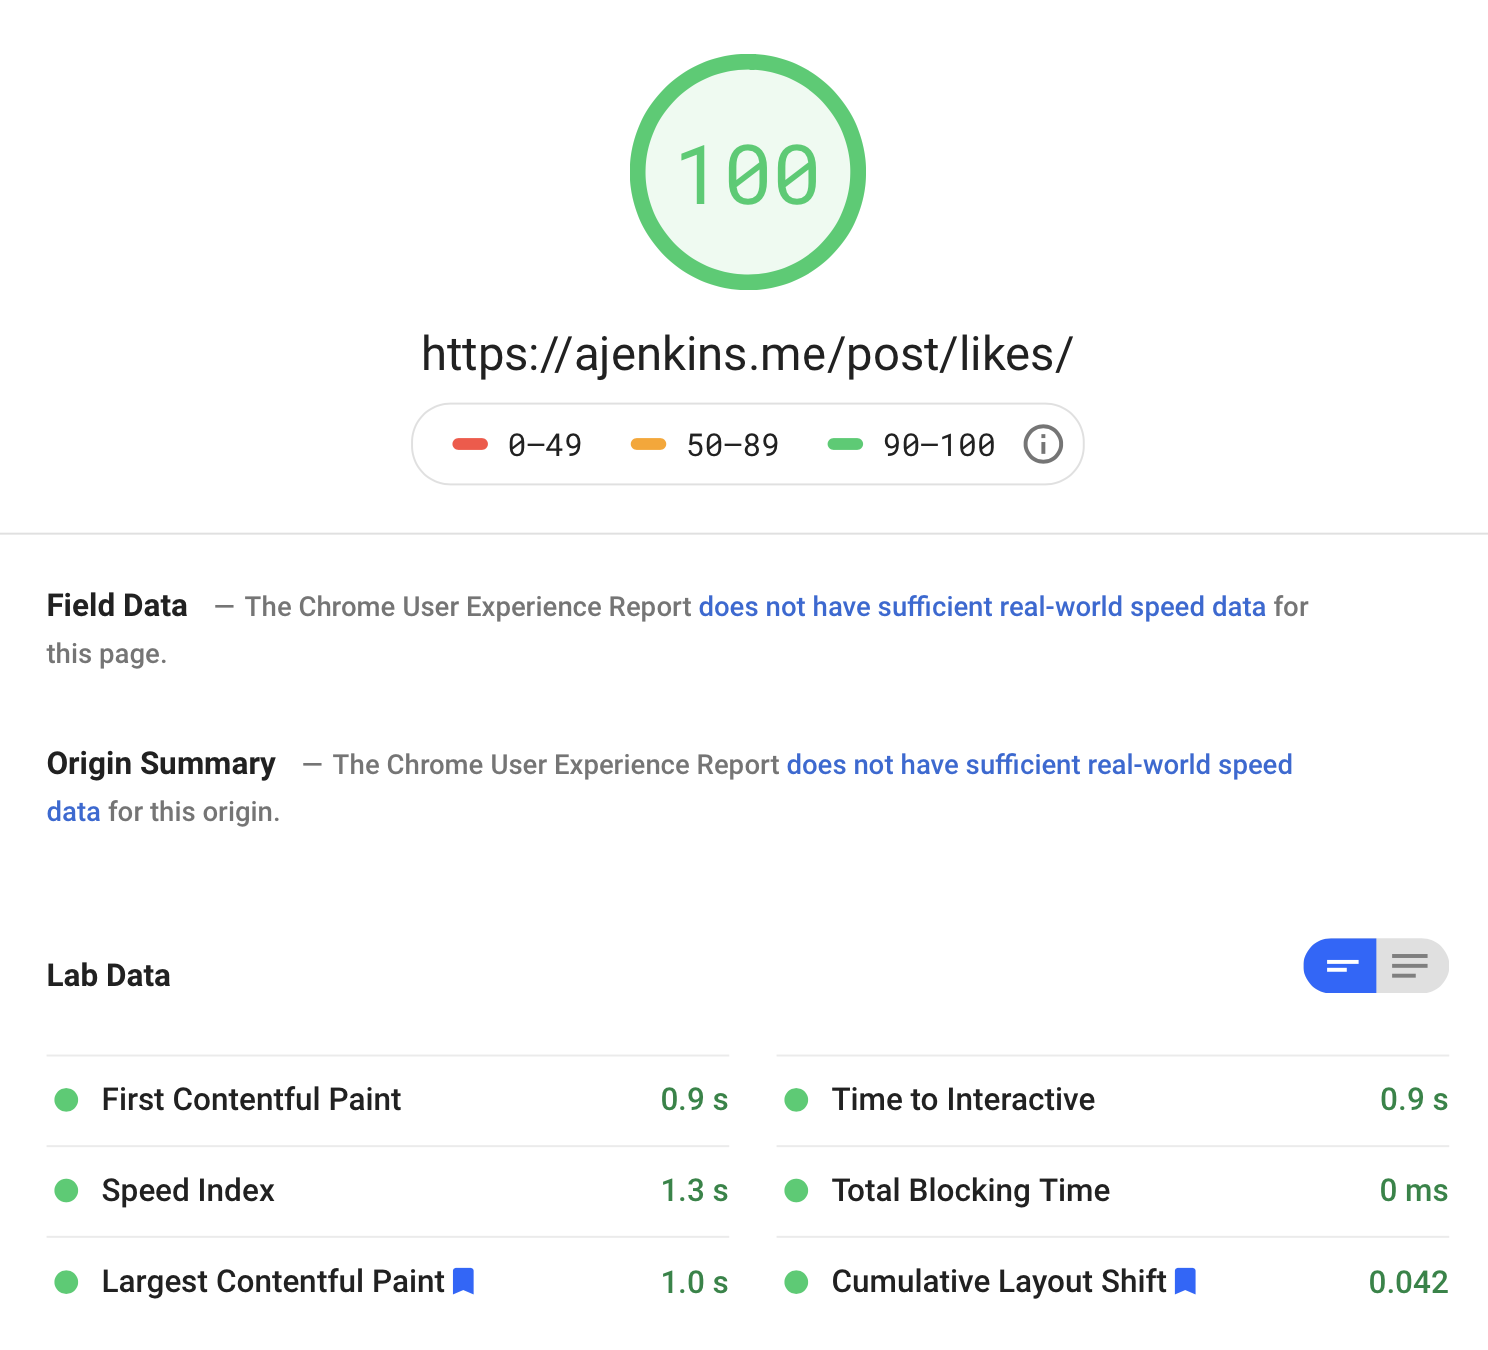 100
https://ajenkins.me/post/likes/
0–49 50–89 90–100
Field Data — The Chrome User Experience Report does not have sufficient real-world speed data for
this page.
Origin Summary — The Chrome User Experience Report does not have sufficient real-world speed
data for this origin.
Lab Data
First Contentful Paint 0.9 s
Time to Interactive 0.9 s
Speed Index 1.3 s
Total Blocking Time 0 ms
Largest Contentful Paint 1.0 s
Cumulative Layout Shift 0.042